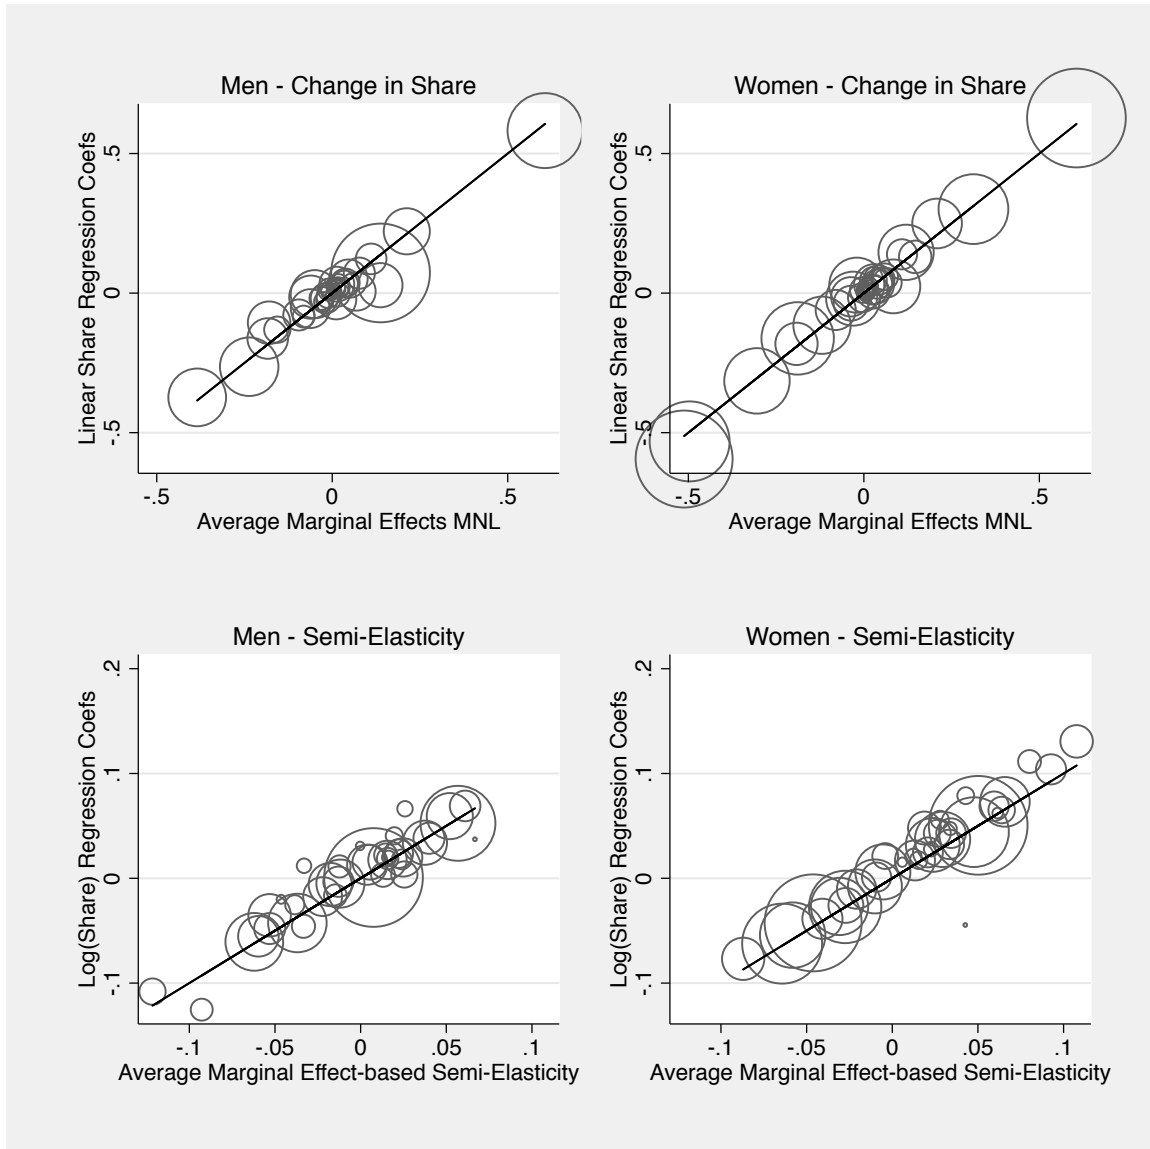 Men - Change in Share
Linear Share Regression Coefs
.5
0
-.5
-.5
0
.5
Average Marginal Effects MNL
Women - Change in Share
Linear Share Regression Coefs
.5
0
-.5
-.5
0
.5
Average Marginal Effects MNL
Men - Semi-Elasticity
Log(Share) Regression Coefs
.2
.1
0
-.1
-.1
-.05
0
.05
.1
Average Marginal Effect-based Semi-Elasticity
Women - Semi-Elasticity
Log(Share) Regression Coefs
.2
.1
0
-.1
-.1
-.05
0
.05
.1
Average Marginal Effect-based Semi-Elasticity